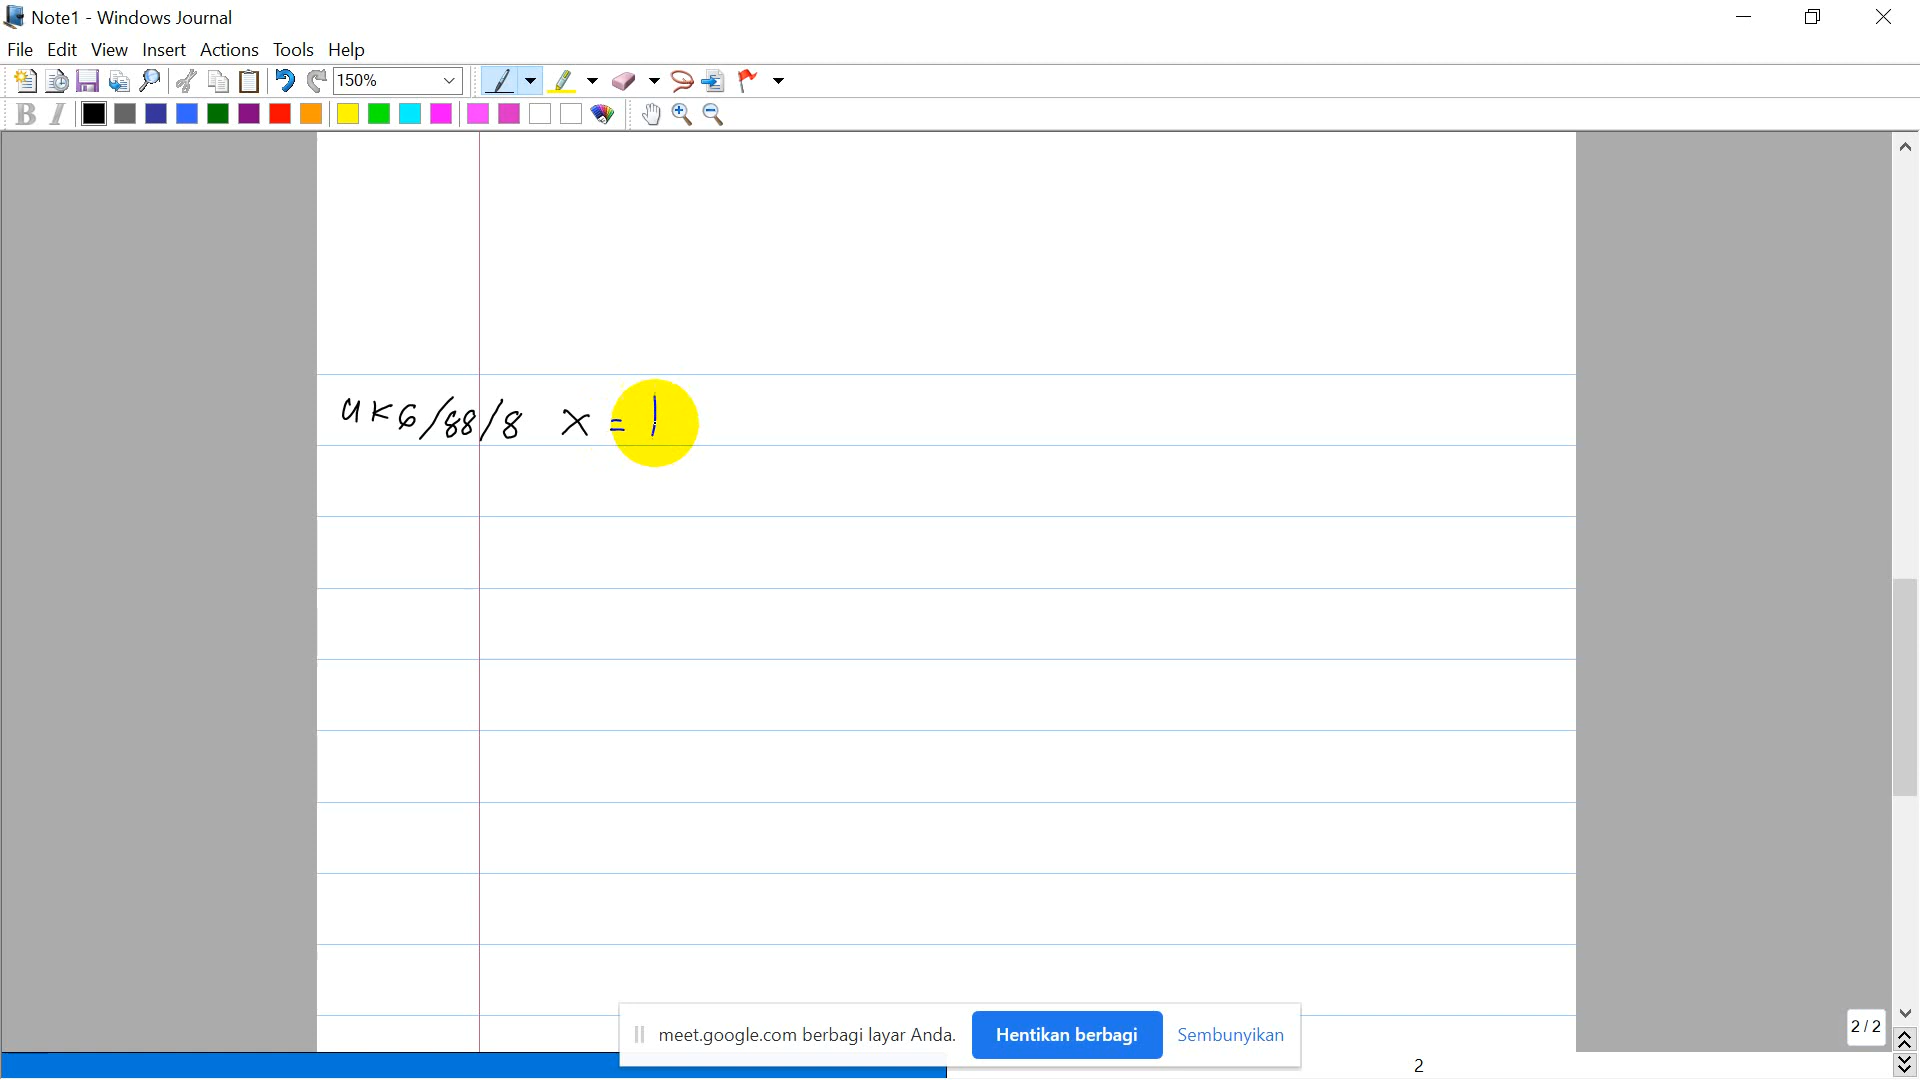 Note1 - Windows Journal
File Edit View Insert Actions Tools Help
150%
B I
UKG/88/8 X = 1
2 / 2
meet.google.com berbagi layar Anda. Hentikan berbagi Sembunyikan
2